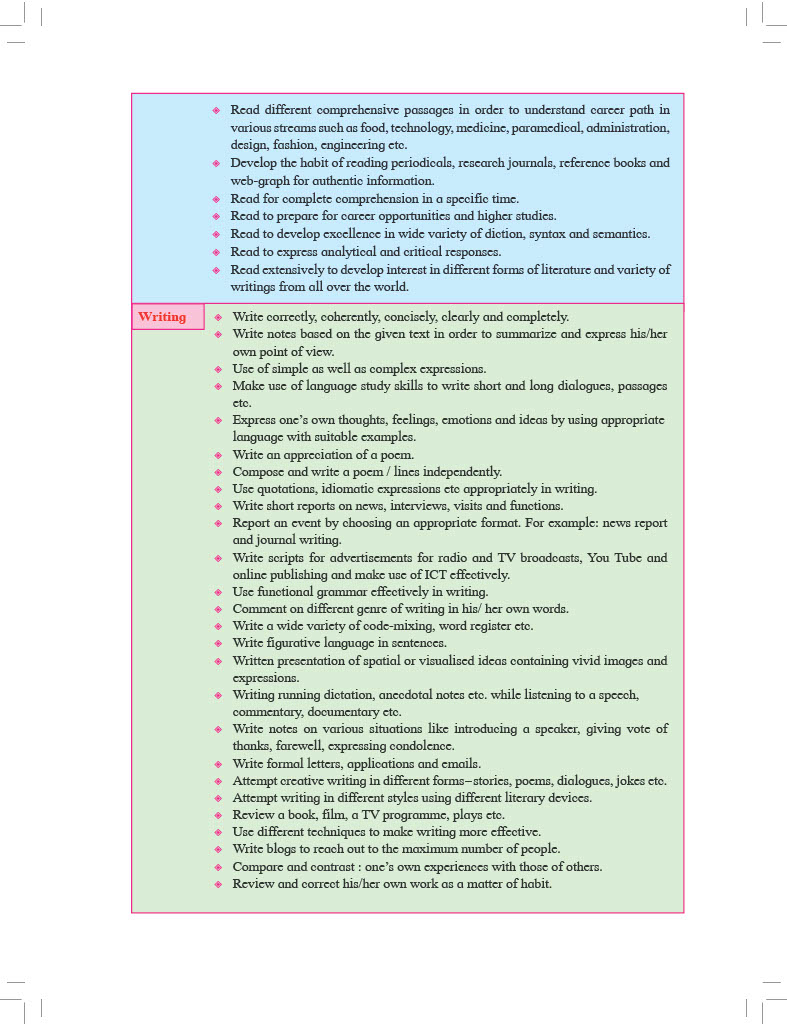 ◈ Read different comprehensive passages in order to understand career path in
various streams such as food, technology, medicine, paramedical, administration,
design, fashion, engineering etc.
◈ Develop the habit of reading periodicals, research journals, reference books and
web-graph for authentic information.
◈ Read for complete comprehension in a specific time.
◈ Read to prepare for career opportunities and higher studies.
◈ Read to develop excellence in wide variety of diction, syntax and semantics.
◈ Read to express analytical and critical responses.
◈ Read extensively to develop interest in different forms of literature and variety of
writings from all over the world.
Writing
◈ Write correctly, coherently, concisely, clearly and completely.
◈ Write notes based on the given text in order to summarize and express his/her
own point of view.
◈ Use of simple as well as complex expressions.
◈ Make use of language study skills to write short and long dialogues, passages
etc.
◈ Express one's own thoughts, feelings, emotions and ideas by using appropriate
language with suitable examples.
◈ Write an appreciation of a poem.
◈ Compose and write a poem / lines independently.
◈ Use quotations, idiomatic expressions etc appropriately in writing.
◈ Write short reports on news, interviews, visits and functions.
◈ Report an event by choosing an appropriate format. For example: news report
and journal writing.
◈ Write scripts for advertisements for radio and TV broadcasts, You Tube and
online publishing and make use of ICT effectively.
◈ Use functional grammar effectively in writing.
◈ Comment on different genre of writing in his/ her own words.
◈ Write a wide variety of code-mixing, word register etc.
◈ Write figurative language in sentences.
◈ Written presentation of spatial or visualised ideas containing vivid images and
expressions.
◈ Writing running dictation, anecdotal notes etc. while listening to a speech,
commentary, documentary etc.
◈ Write notes on various situations like introducing a speaker, giving vote of
thanks, farewell, expressing condolence.
◈ Write formal letters, applications and emails.
◈ Attempt creative writing in different forms–stories, poems, dialogues, jokes etc.
◈ Attempt writing in different styles using different literary devices.
◈ Review a book, film, a TV programme, plays etc.
◈ Use different techniques to make writing more effective.
◈ Write blogs to reach out to the maximum number of people.
◈ Compare and contrast : one's own experiences with those of others.
◈ Review and correct his/her own work as a matter of habit.